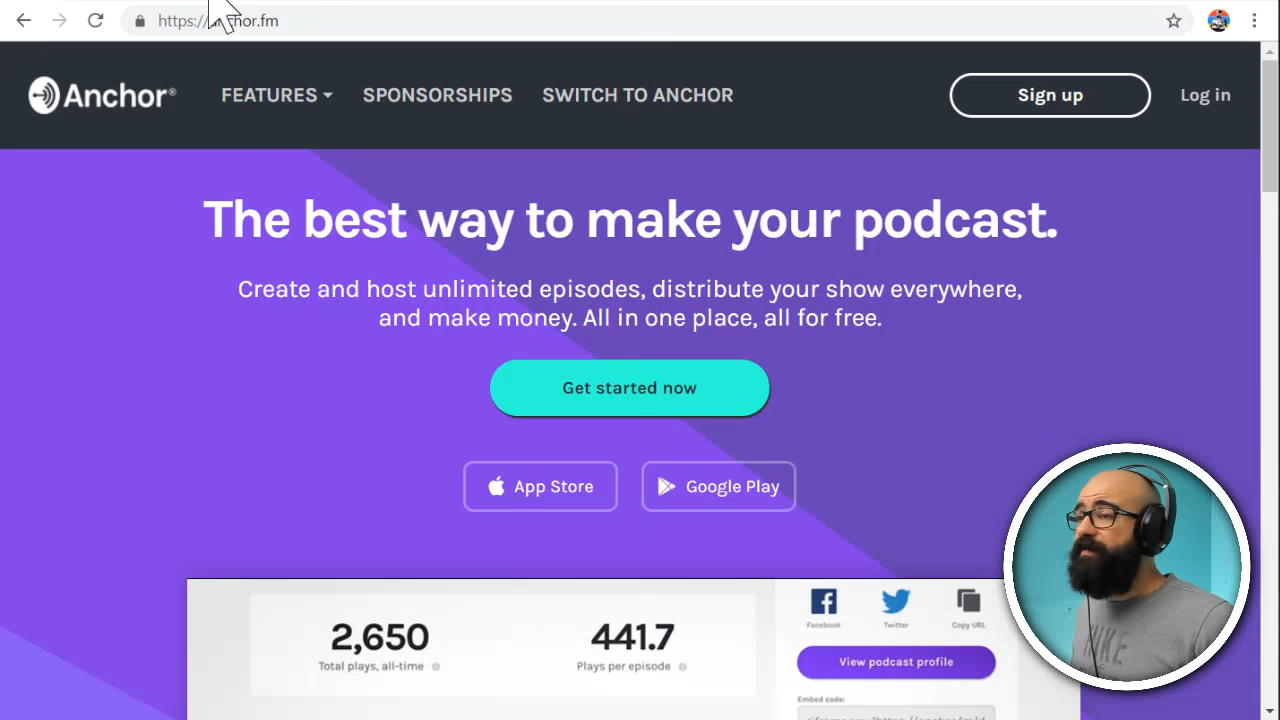 https://anchor.fm
Anchor®
FEATURES
SPONSORSHIPS
SWITCH TO ANCHOR
Sign up
Log in
The best way to make your podcast.
Create and host unlimited episodes, distribute your show everywhere,
and make money. All in one place, all for free.
Get started now
App Store
Google Play
2,650
Total plays, all-time
441.7
Plays per episode
Facebook
Twitter
Copy URL
View podcast profile
Embed code:
NIKE